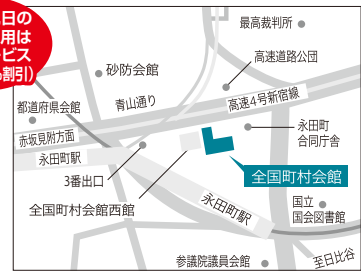 日の
用は
ービス
割引）
最高裁判所
高速道路公団
砂防会館
青山通り
高速4号新宿線
都道府県会館
赤坂見附方面
永田町駅
永田町
合同庁舎
3番出口
全国町村会館
全国町村会館西館
永田町駅
国立
国会図書館
参議院議員会館
至日比谷